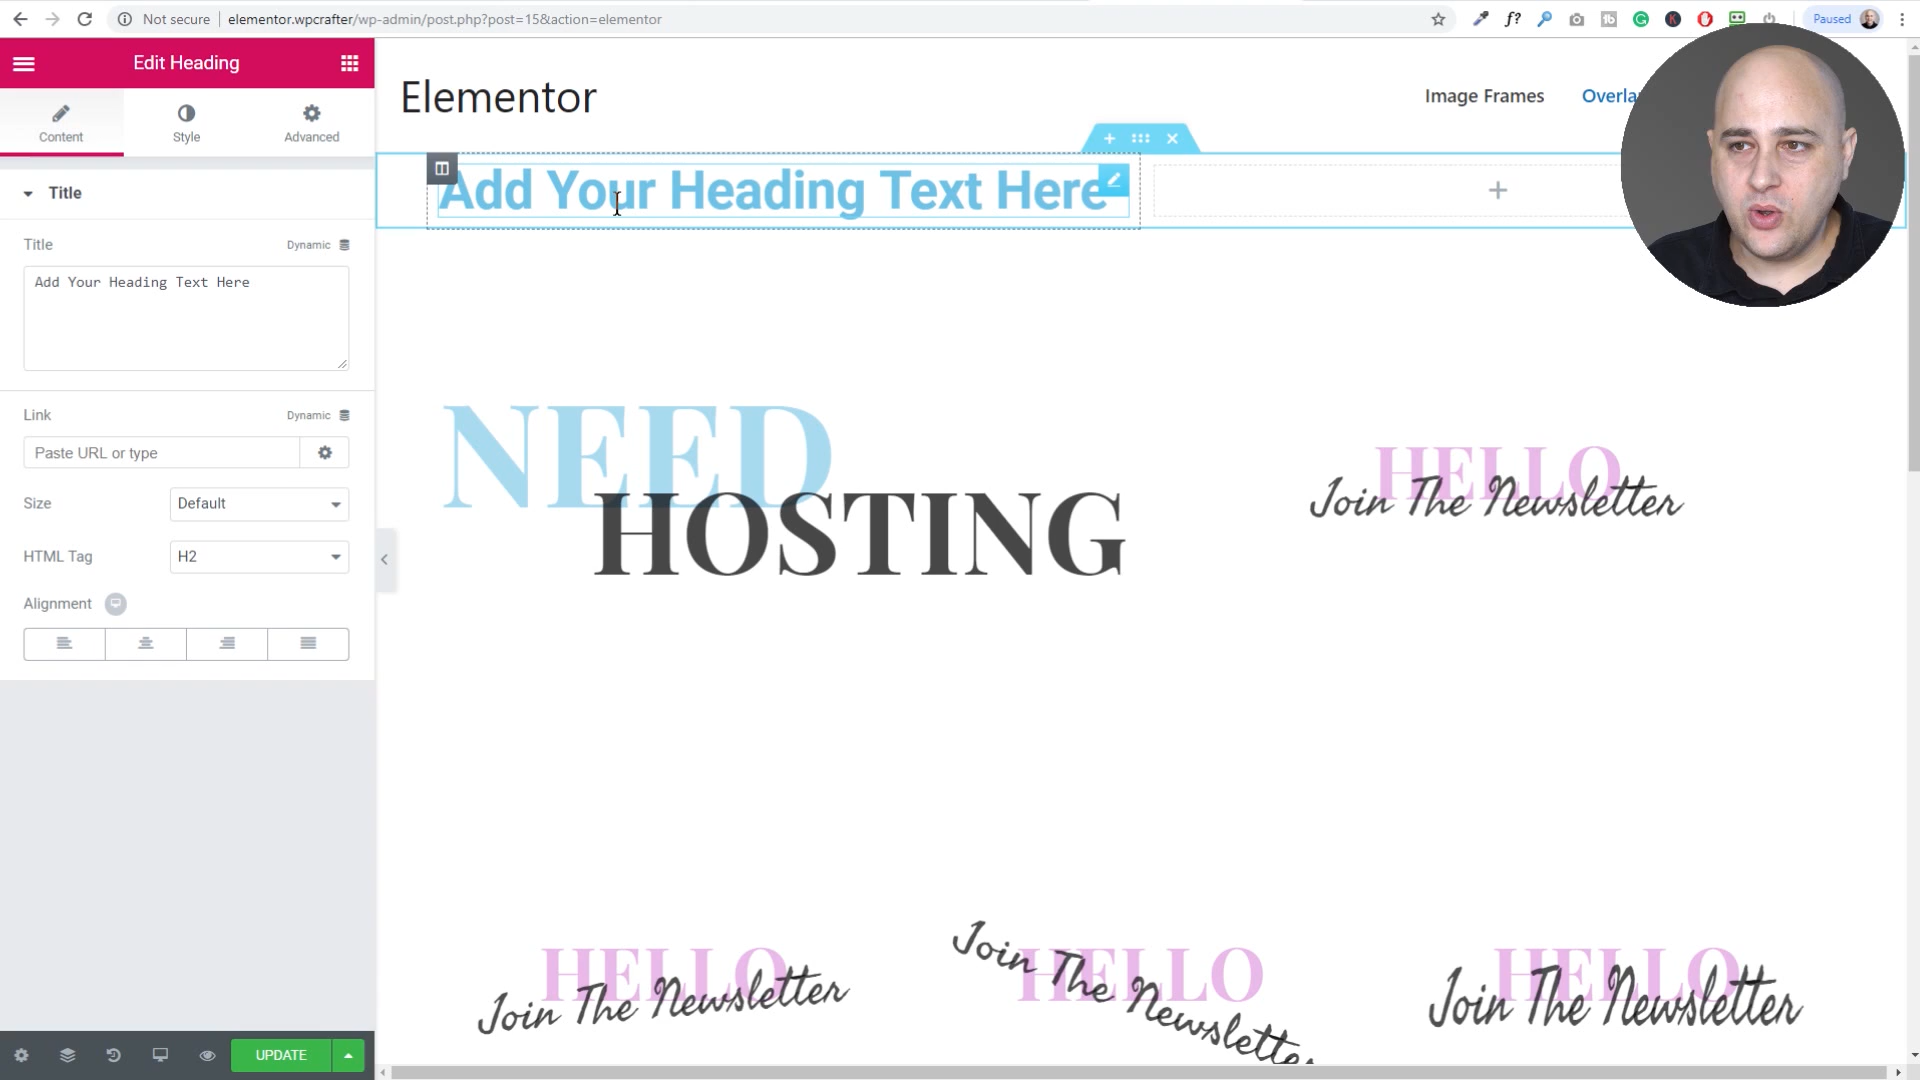 Not secure
elementor.wpcrafter/wp-admin/post.php?post=15&action=elementor
Paused
Edit Heading
Content
Style
Advanced
Title
Title
Dynamic
Add Your Heading Text Here
Link
Dynamic
Paste URL or type
Size
Default
HTML Tag
H2
Alignment
UPDATE
Elementor
Image Frames
Overla
Add Your Heading Text Here
NEED
HOSTING
HELLO
Join The Newsletter
HELLO
Join The Newsletter
HELLO
Join The Newsletter
HELLO
Join The Newsletter